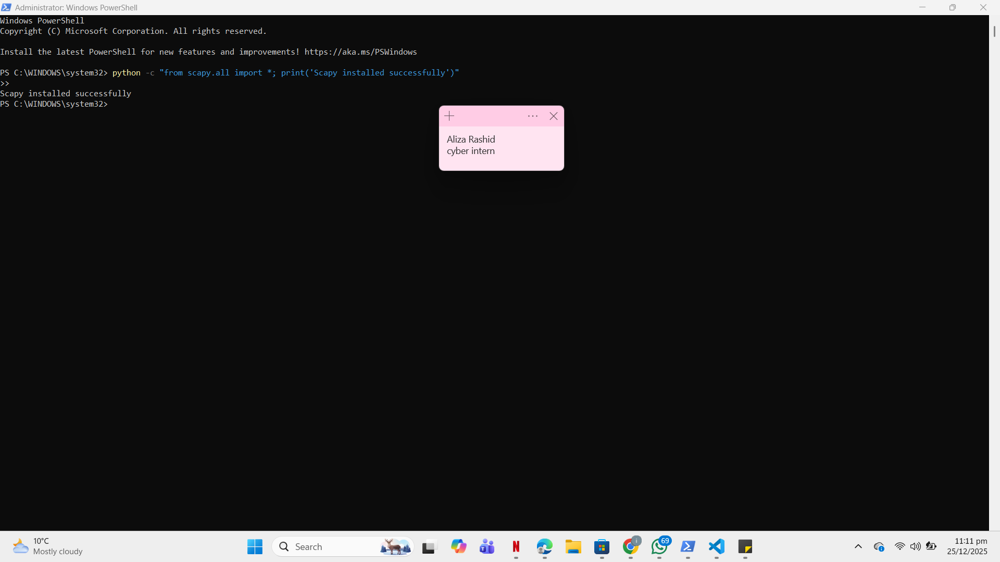 Administrator: Windows PowerShell
Windows PowerShell
Copyright (C) Microsoft Corporation. All rights reserved.
Install the latest PowerShell for new features and improvements! https://aka.ms/PSWindows
PS C:\WINDOWS\system32> python -c "from scapy.all import *; print('Scapy installed successfully')"
>>
Scapy installed successfully
PS C:\WINDOWS\system32>
Aliza Rashid
cyber intern
10°C
Mostly cloudy
Search
69
11:11 pm
25/12/2025